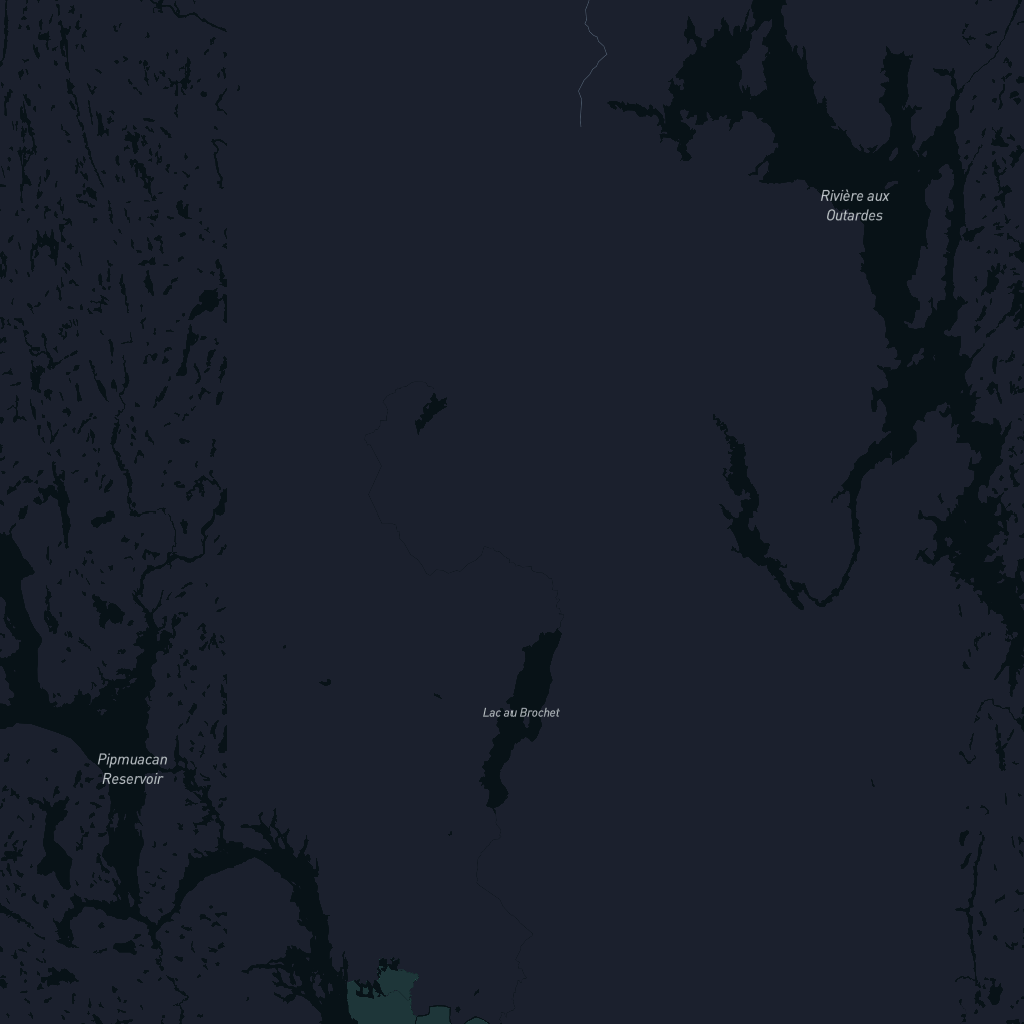 Rivière aux
Outardes
Lac au Brochet
Pipmuacan
Reservoir